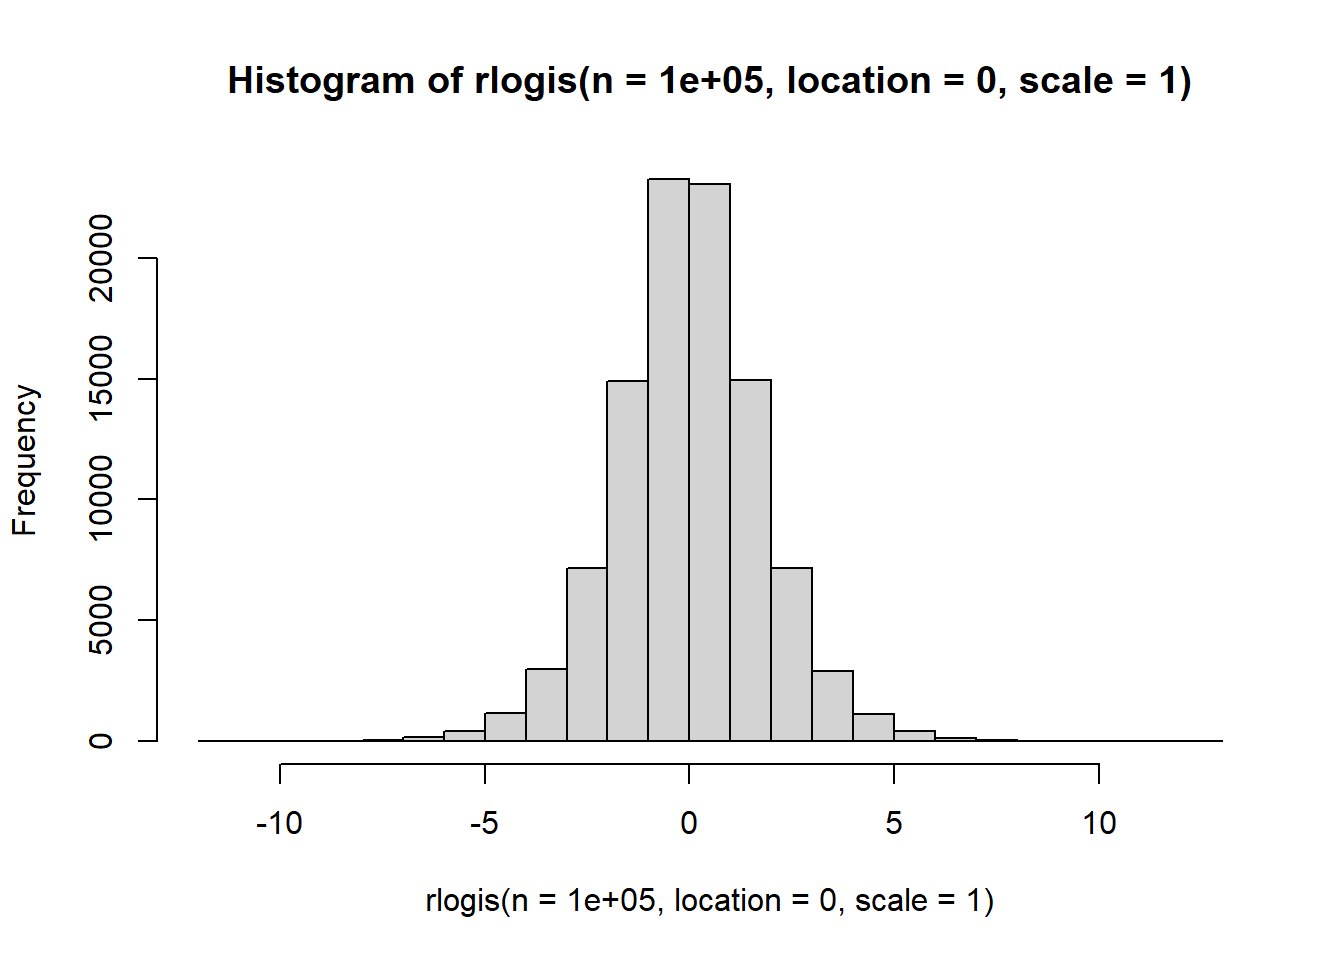 Histogram of rlogis(n = 1e+05, location = 0, scale = 1)
Frequency
20000
15000
10000
5000
0
-10 -5 0 5 10
rlogis(n = 1e+05, location = 0, scale = 1)